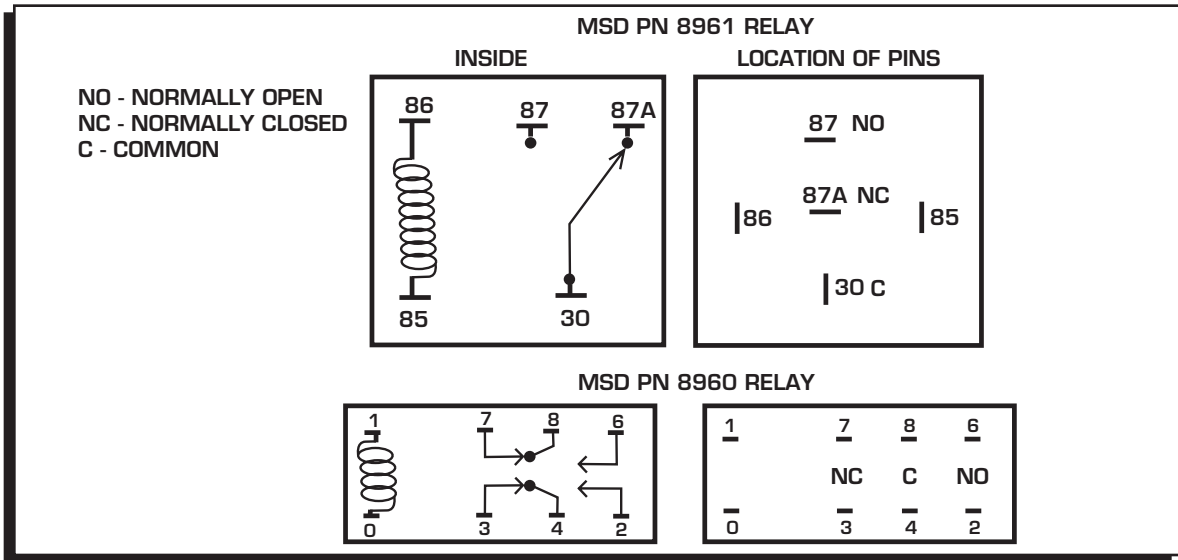 MSD PN 8961 RELAY
INSIDE
LOCATION OF PINS
NO - NORMALLY OPEN
NC - NORMALLY CLOSED
C - COMMON
86 87 87A
85 30
87 NO
87A NC
86 85
30 C
MSD PN 8960 RELAY
1 7 8 6
0 3 4 2
1 7 8 6
NC C NO
0 3 4 2